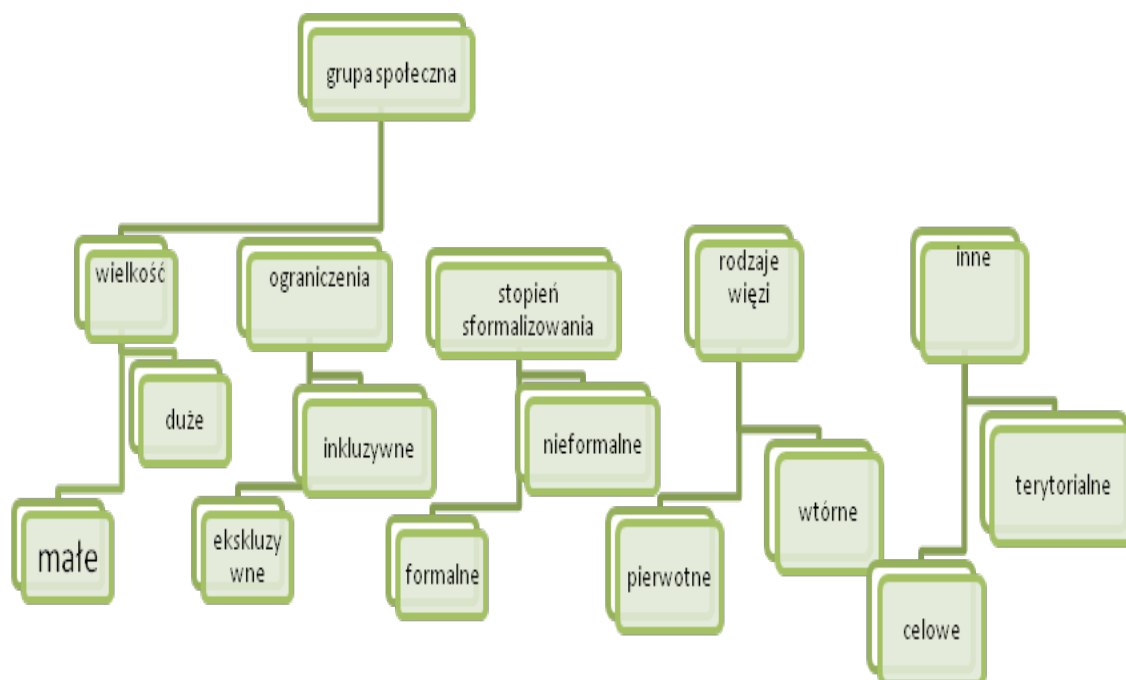 grupa społeczna
wielkość
ograniczenia
stopień
sformalizowania
rodzaje
więzi
inne
duże
inkluzywne
nieformalne
wtórne
terytorialne
małe
ekskluzy
wne
formalne
pierwotne
celowe